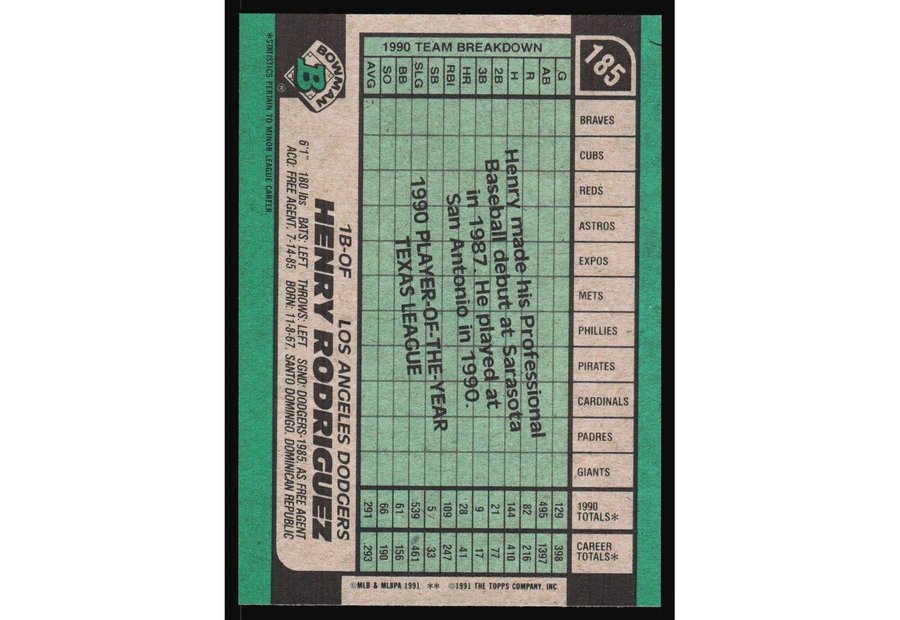 185
BRAVES
CUBS
REDS
ASTROS
EXPOS
METS
PHILLIES
PIRATES
CARDINALS
PADRES
GIANTS
1990
TOTALS*
CAREER
TOTALS*
1990 TEAM BREAKDOWN
G 129 398
AB 495 1397
R 82 216
H 144 410
2B 21 77
3B 9 17
HR 28 41
RBI 109 247
SB 5 33
SLG .539 .461
BB 61 156
SO 66 190
AVG .291 .293
Henry made his Professional
Baseball debut at Sarasota
in 1987. He played at
San Antonio in 1990.
1990 PLAYER-OF-THE-YEAR
TEXAS LEAGUE
BOWMAN
B
®
1B-OF LOS ANGELES DODGERS
HENRY RODRIGUEZ
6'1" 180 lbs BATS: LEFT THROWS: LEFT SGND: DODGERS-1985, AS FREE AGENT
ACQ: FREE AGENT, 7-14-85 BORN: 11-8-67, SANTO DOMINGO, DOMINICAN REPUBLIC
*STATISTICS PERTAIN TO MINOR LEAGUE CAREER
©MLB & MLBPA 1991 ** ©1991 THE TOPPS COMPANY, INC.